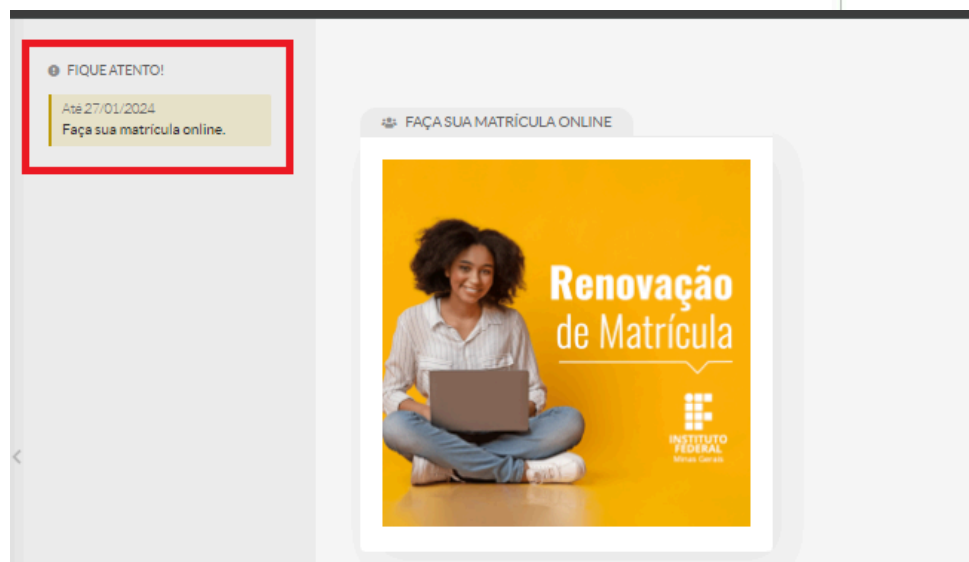 FIQUE ATENTO!
Até 27/01/2024
Faça sua matrícula online.
FAÇA SUA MATRÍCULA ONLINE
Renovação
de Matrícula
INSTITUTO
FEDERAL
Minas Gerais